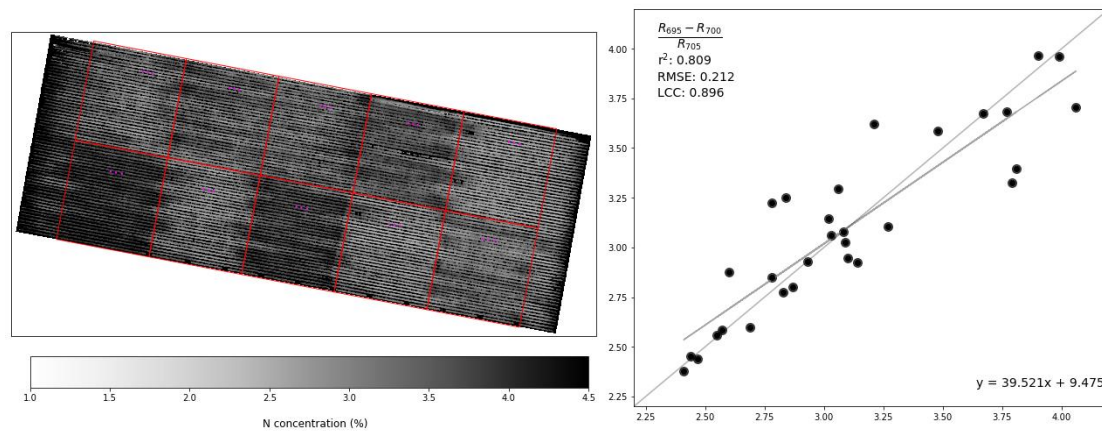 1.0 1.5 2.0 2.5 3.0 3.5 4.0 4.5
N concentration (%)
R695 − R700
R705
r²: 0.809
RMSE: 0.212
LCC: 0.896
4.00
3.75
3.50
3.25
3.00
2.75
2.50
2.25
y = 39.521x + 9.475
2.25 2.50 2.75 3.00 3.25 3.50 3.75 4.00